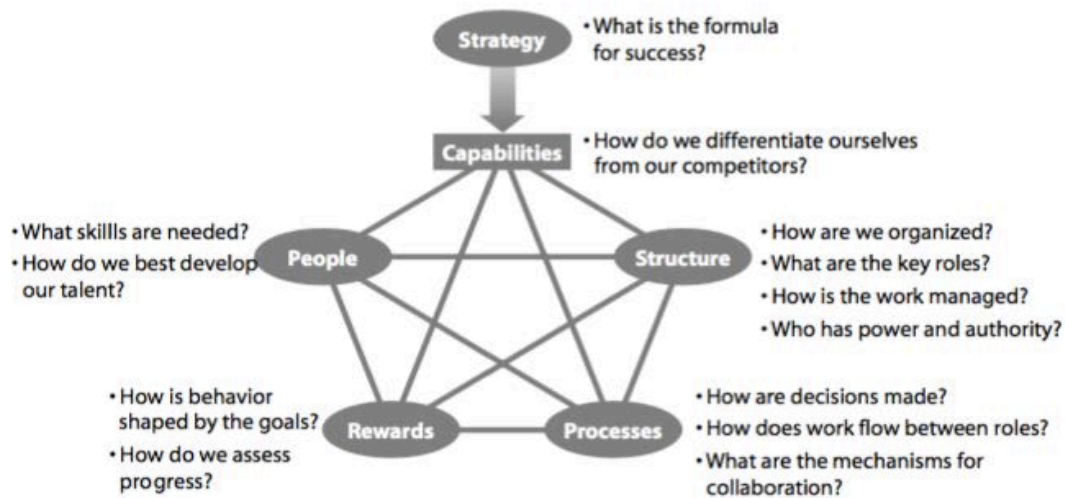 Strategy
• What is the formula
for success?
Capabilities
• How do we differentiate ourselves
from our competitors?
• What skillls are needed?
• How do we best develop
our talent?
People
Structure
• How are we organized?
• What are the key roles?
• How is the work managed?
• Who has power and authority?
• How is behavior
shaped by the goals?
• How do we assess
progress?
Rewards
Processes
• How are decisions made?
• How does work flow between roles?
• What are the mechanisms for
collaboration?